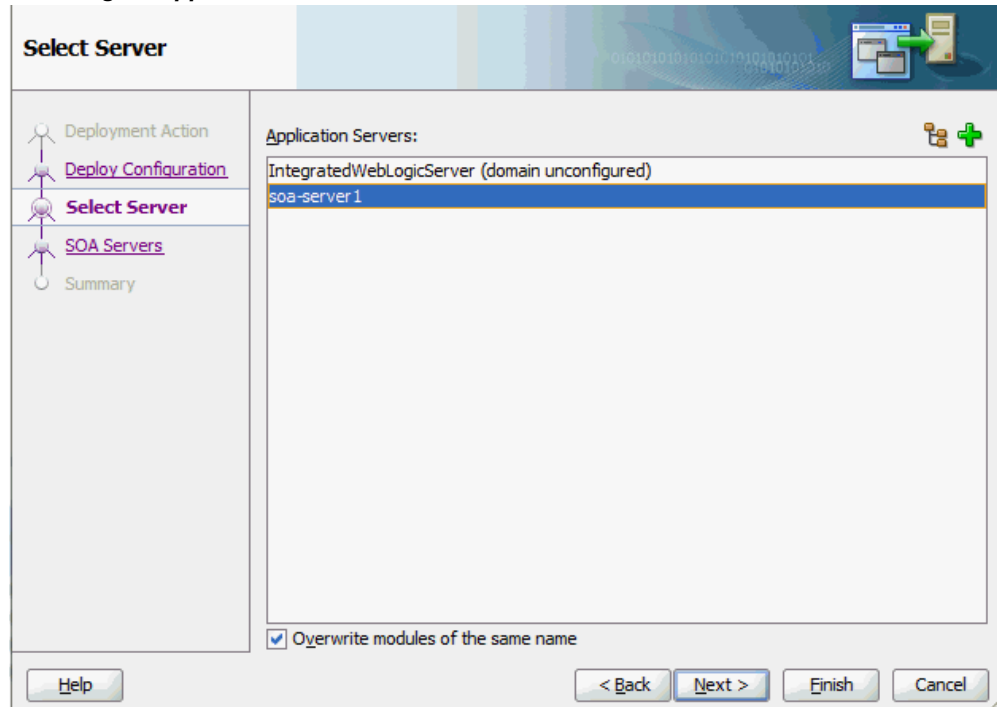 Select Server
Deployment Action
Deploy Configuration
Select Server
SOA Servers
Summary
Application Servers:
IntegratedWebLogicServer (domain unconfigured)
soa-server1
Overwrite modules of the same name
Help
< Back
Next >
Finish
Cancel